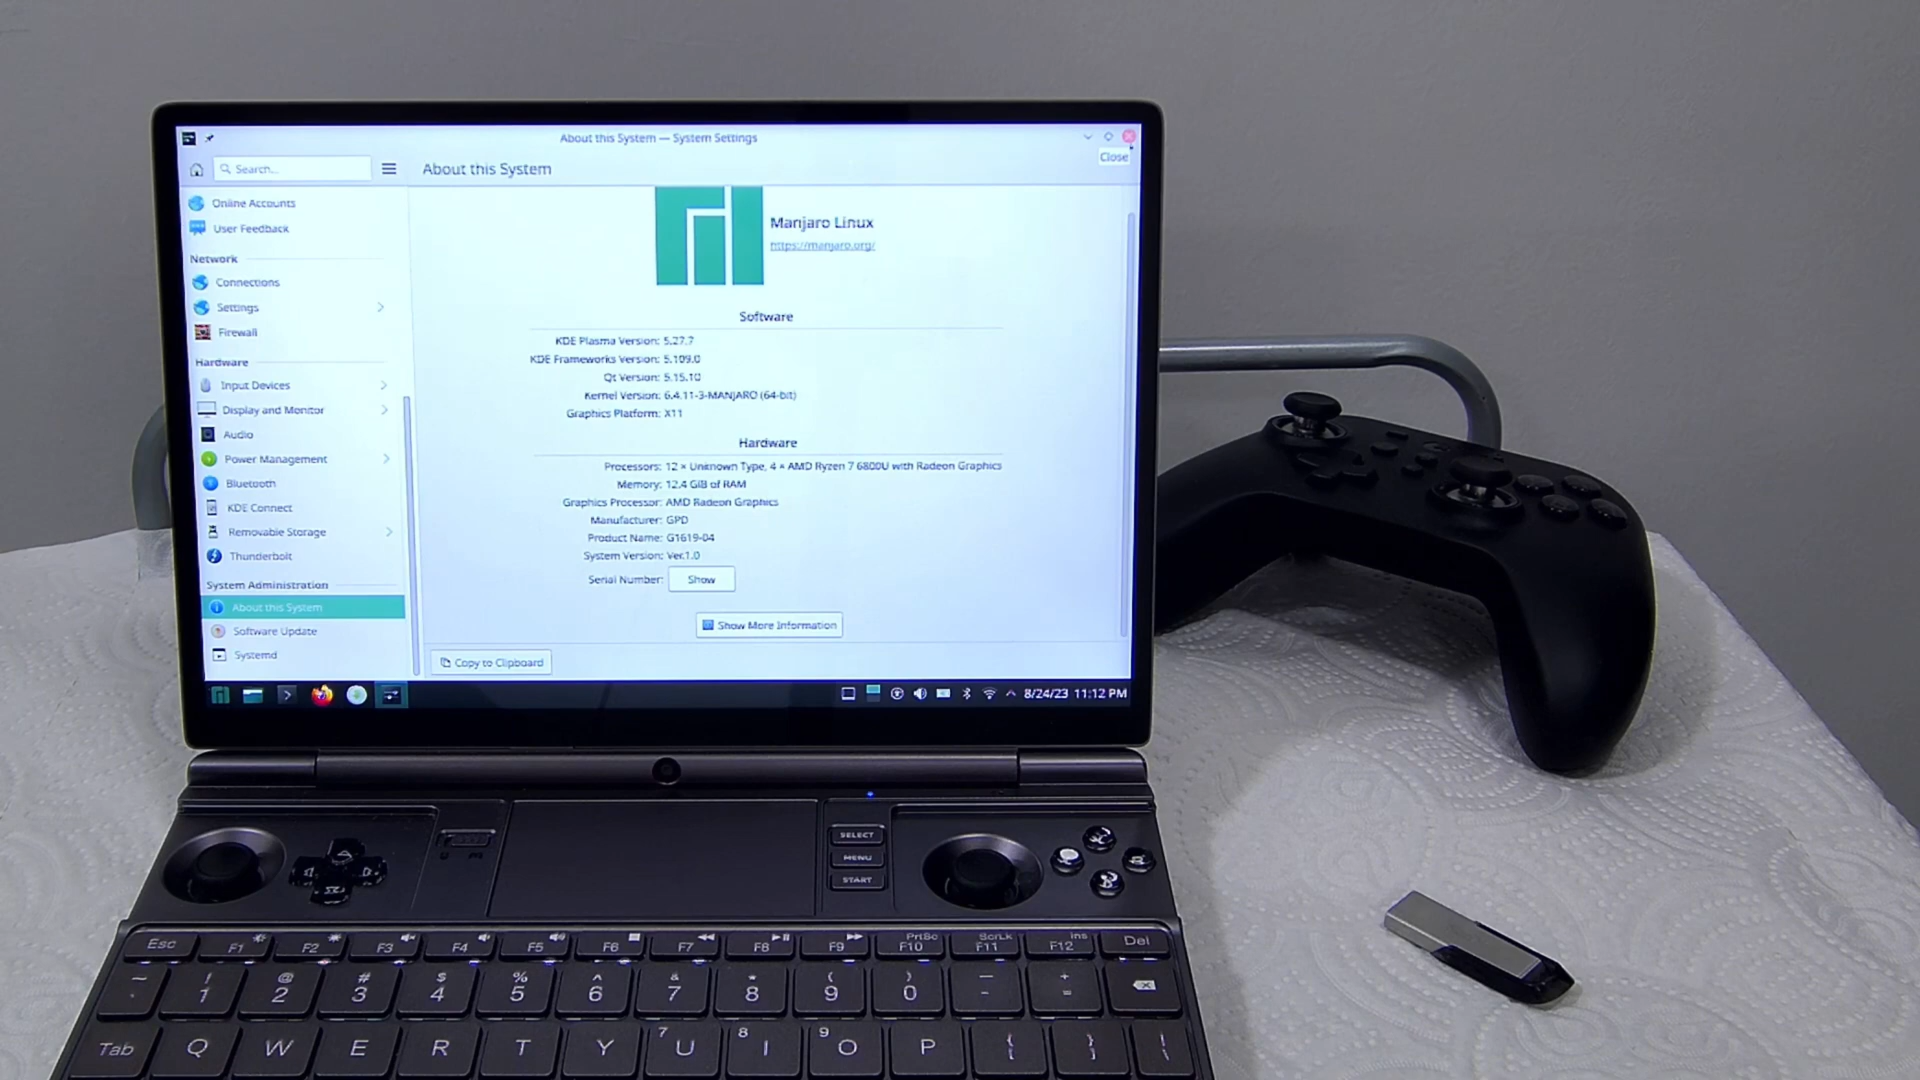 About this System — System Settings
Search...
About this System
Close
Online Accounts
User Feedback
Network
Connections
Settings
Firewall
Hardware
Input Devices
Display and Monitor
Audio
Power Management
Bluetooth
KDE Connect
Removable Storage
Thunderbolt
System Administration
About this System
Software Update
Systemd
Manjaro Linux
https://manjaro.org/
Software
KDE Plasma Version: 5.27.7
KDE Frameworks Version: 5.109.0
Qt Version: 5.15.10
Kernel Version: 6.4.11-3-MANJARO (64-bit)
Graphics Platform: X11
Hardware
Processors: 12 × Unknown Type, 4 × AMD Ryzen 7 6800U with Radeon Graphics
Memory: 12.4 GiB of RAM
Graphics Processor: AMD Radeon Graphics
Manufacturer: GPD
Product Name: G1619-04
System Version: Ver.1.0
Serial Number: Show
Show More Information
Copy to Clipboard
8/24/23 11:12 PM
SELECT
MENU
START
Esc F1 F2 F3 F4 F5 F6 F7 F8 F9 PrtSc F10 ScrLk F11 Ins F12 Del
~ ! @ # $ % ^ & * ( ) — +
1 2 3 4 5 6 7 8 9 0 - =
7 8 9
Tab Q W E R T Y U I O P { } |